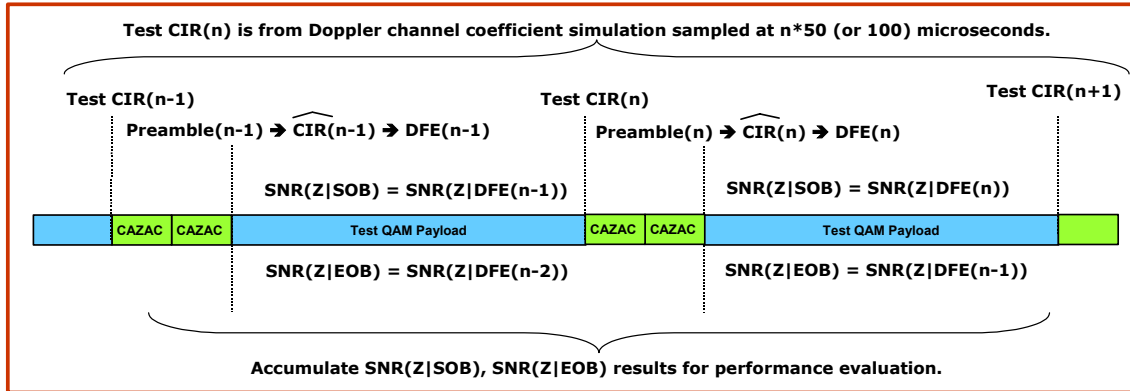 Test CIR(n) is from Doppler channel coefficient simulation sampled at n*50 (or 100) microseconds.
Test CIR(n-1)
Test CIR(n)
Test CIR(n+1)
Preamble(n-1) ➔ CIR(n-1) ➔ DFE(n-1)
Preamble(n) ➔ CIR(n) ➔ DFE(n)
SNR(Z|SOB) = SNR(Z|DFE(n-1))
SNR(Z|SOB) = SNR(Z|DFE(n))
CAZAC CAZAC Test QAM Payload CAZAC CAZAC Test QAM Payload
SNR(Z|EOB) = SNR(Z|DFE(n-2))
SNR(Z|EOB) = SNR(Z|DFE(n-1))
Accumulate SNR(Z|SOB), SNR(Z|EOB) results for performance evaluation.